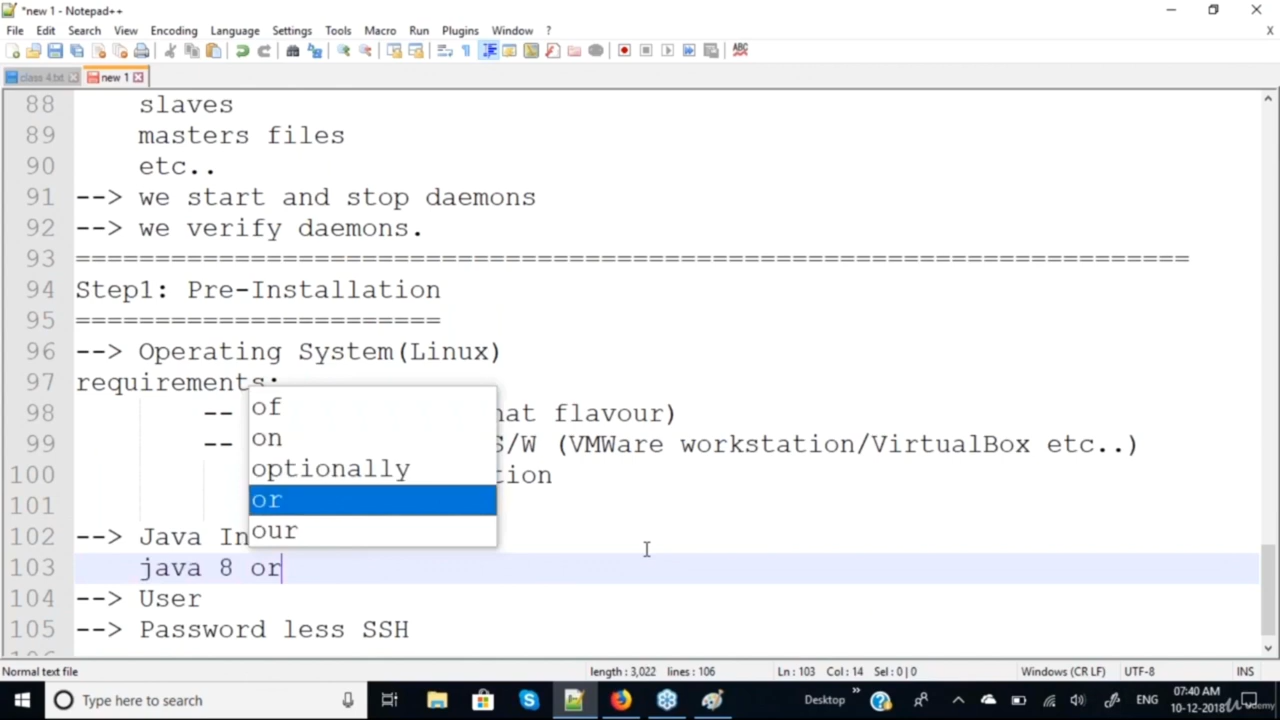 *new 1 - Notepad++
File Edit Search View Encoding Language Settings Tools Macro Run Plugins Window ? X
ABC
class 4.txt new 1
88 slaves
89 masters files
90 etc..
91 --> we start and stop daemons
92 --> we verify daemons.
93 ======================================================================
94 Step1: Pre-Installation
95 =======================
96 --> Operating System(Linux)
97 requirements:
98 -- hat flavour)
99 -- S/W (VMWare workstation/VirtualBox etc..)
100 tion
101
102 --> Java In
103 java 8 or
104 --> User
105 --> Password less SSH
of
on
optionally
or
our
Normal text file length : 3,022 lines : 106 Ln : 103 Col : 14 Sel : 0 | 0 Windows (CR LF) UTF-8 INS
Type here to search Desktop ENG 07:40 AM
10-12-2018
Udemy